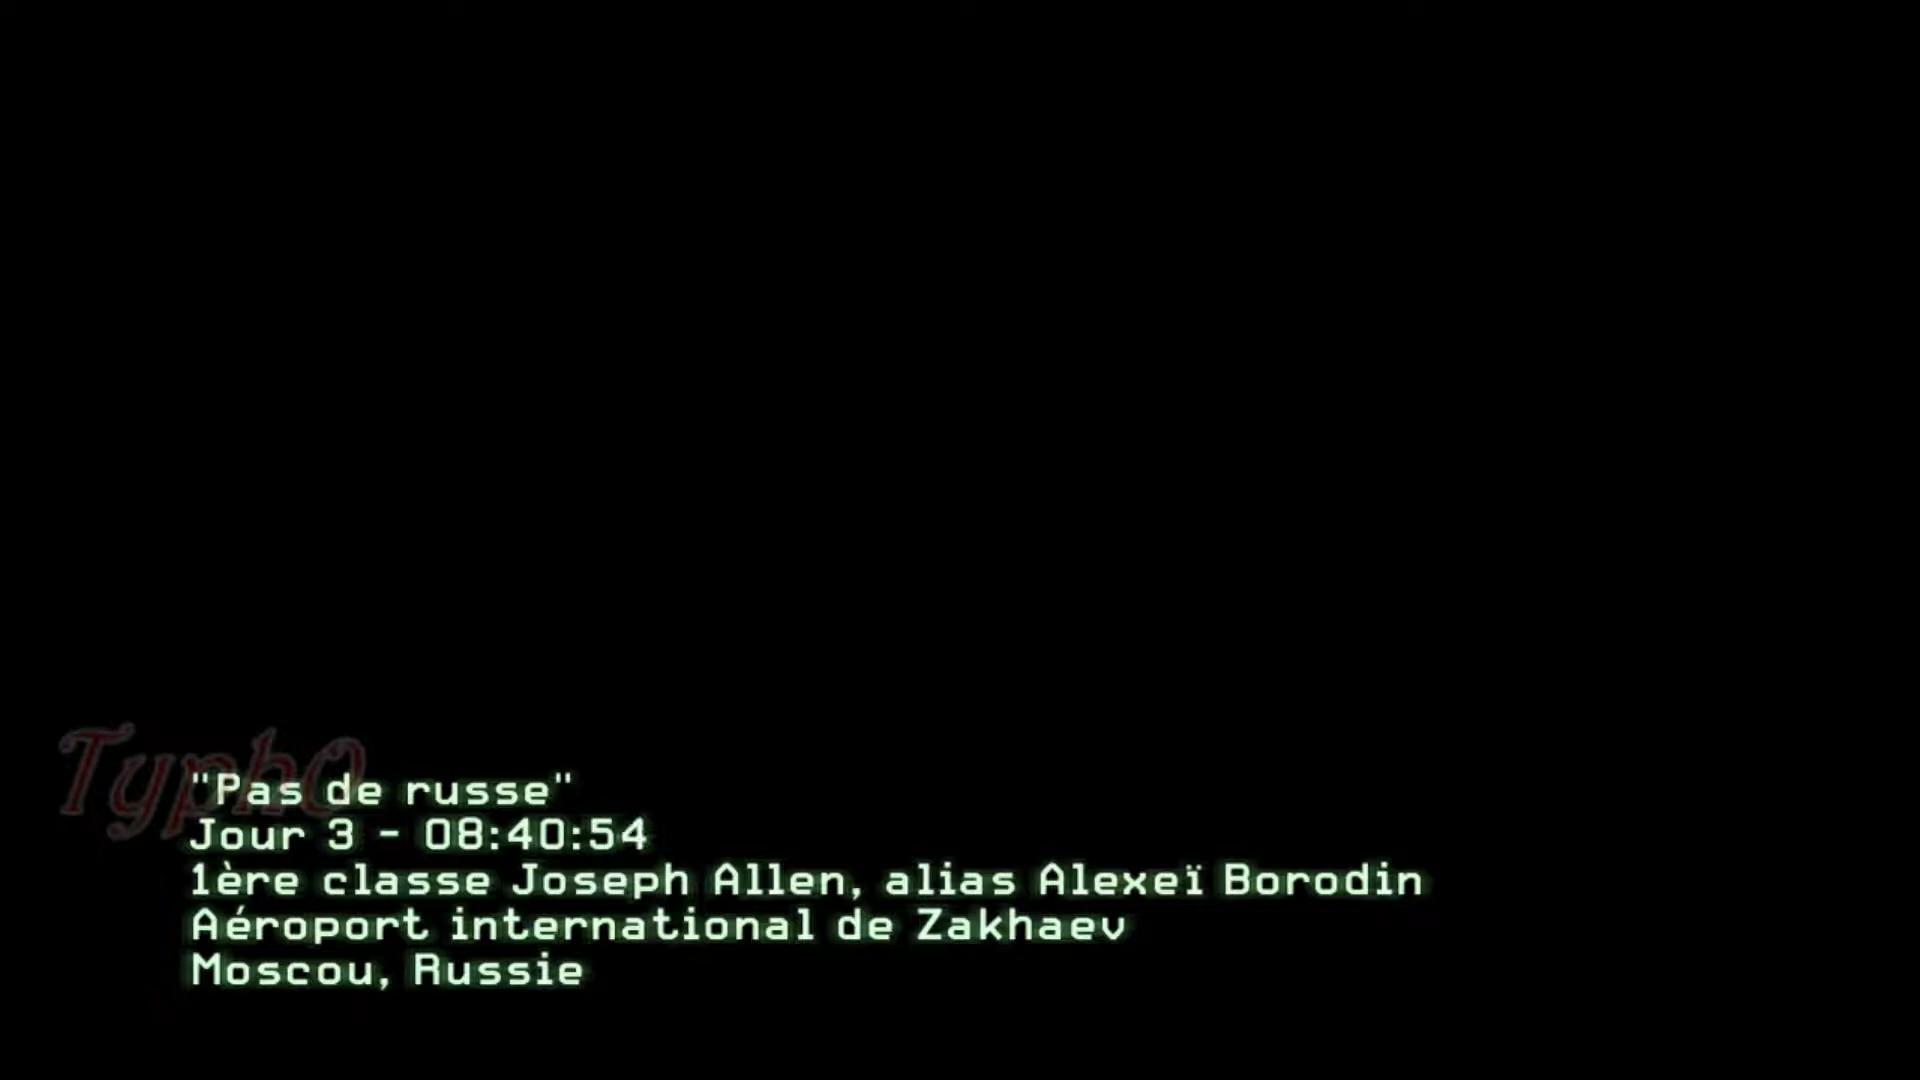 TyphO
"Pas de russe"
Jour 3 - 08:40:54
1ère classe Joseph Allen, alias Alexeï Borodin
Aéroport international de Zakhaev
Moscou, Russie